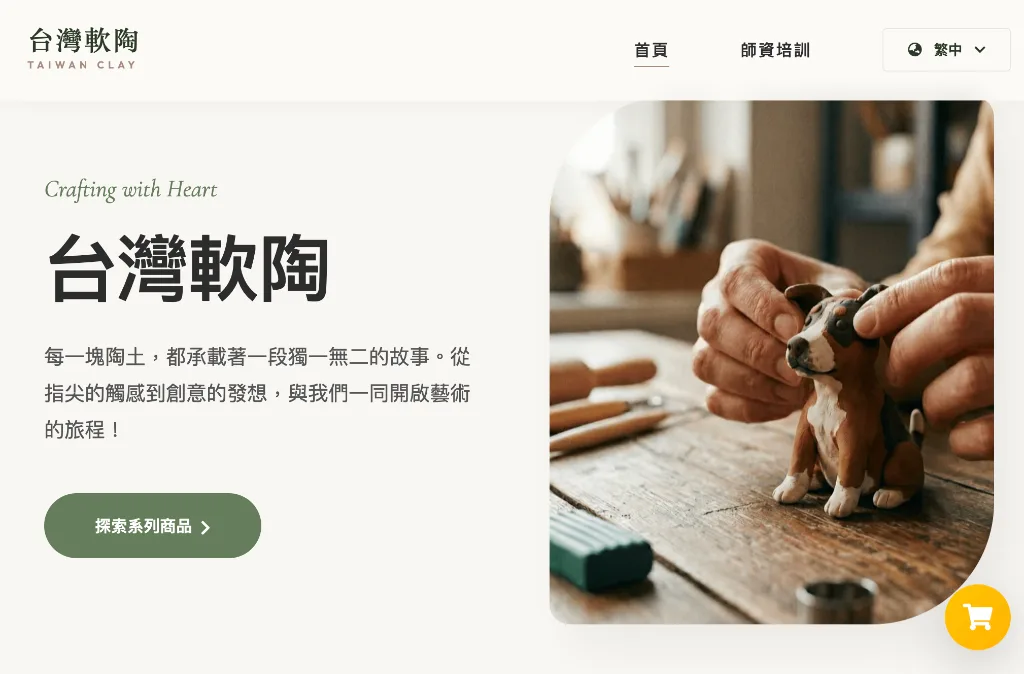 台灣軟陶
TAIWAN CLAY
首頁
師資培訓
繁中
Crafting with Heart
台灣軟陶
每一塊陶土，都承載著一段獨一無二的故事。從
指尖的觸感到創意的發想，與我們一同開啟藝術
的旅程！
探索系列商品